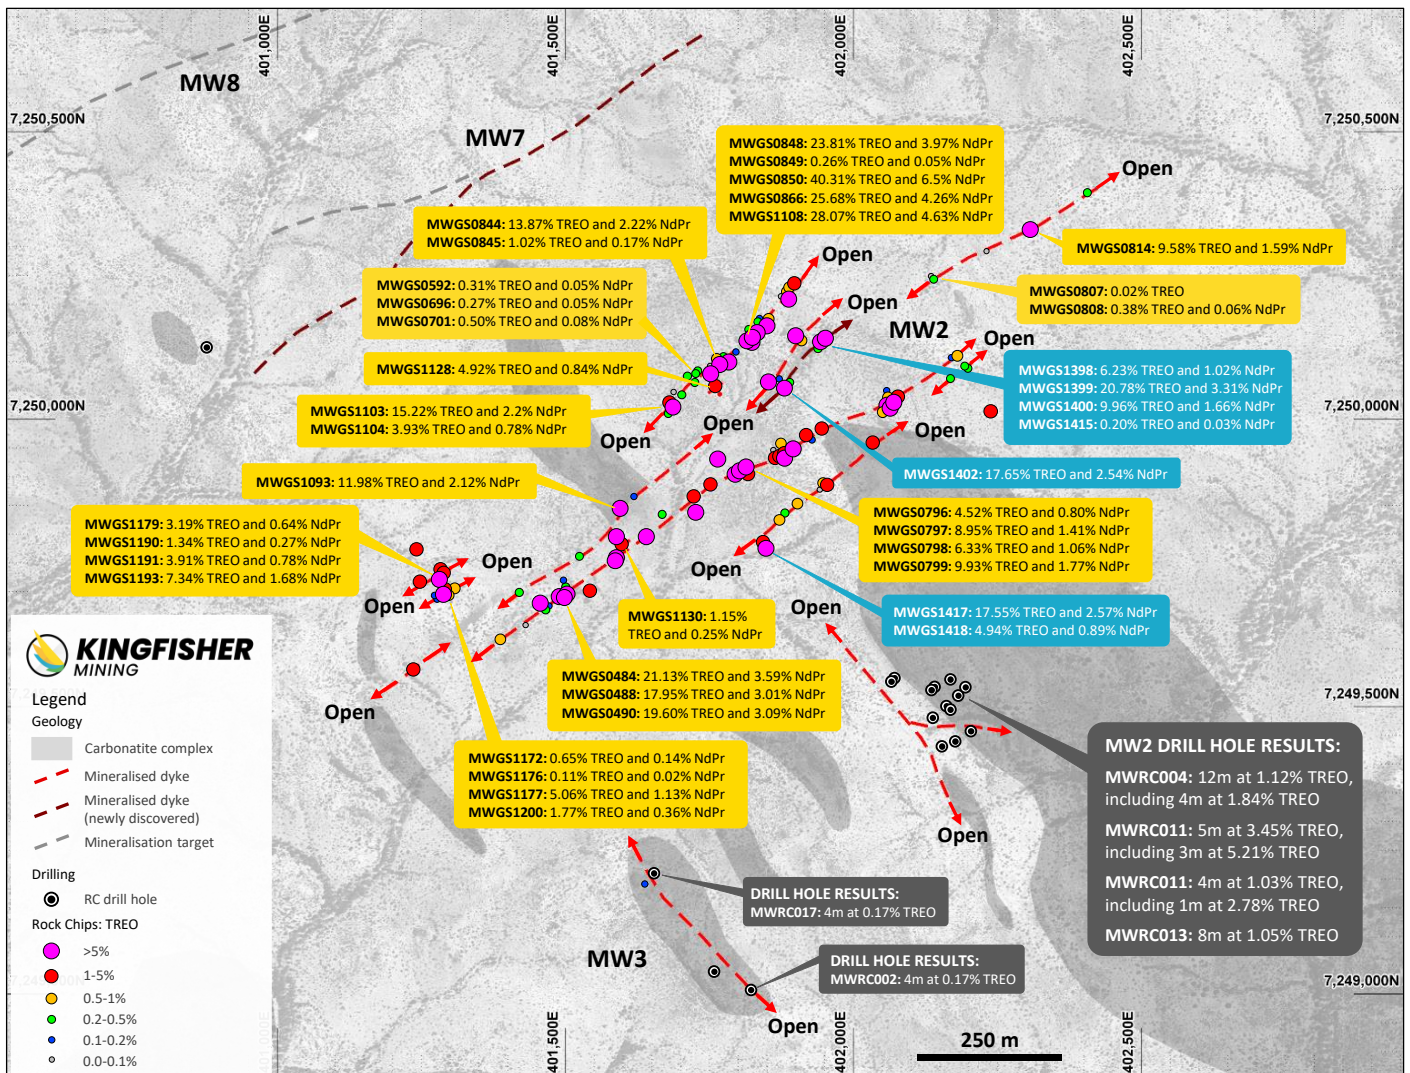 401,000E
401,500E
402,000E
402,500E
MW8
MW7
7,250,500N
7,250,500N
MWGS0848: 23.81% TREO and 3.97% NdPr
MWGS0849: 0.26% TREO and 0.05% NdPr
MWGS0850: 40.31% TREO and 6.5% NdPr
MWGS0866: 25.68% TREO and 4.26% NdPr
MWGS1108: 28.07% TREO and 4.63% NdPr
Open
MWGS0844: 13.87% TREO and 2.22% NdPr
MWGS0845: 1.02% TREO and 0.17% NdPr
Open
MWGS0814: 9.58% TREO and 1.59% NdPr
MWGS0592: 0.31% TREO and 0.05% NdPr
MWGS0696: 0.27% TREO and 0.05% NdPr
MWGS0701: 0.50% TREO and 0.08% NdPr
Open
MWGS0807: 0.02% TREO
MWGS0808: 0.38% TREO and 0.06% NdPr
MW2
Open
MWGS1128: 4.92% TREO and 0.84% NdPr
MWGS1398: 6.23% TREO and 1.02% NdPr
MWGS1399: 20.78% TREO and 3.31% NdPr
MWGS1400: 9.96% TREO and 1.66% NdPr
MWGS1415: 0.20% TREO and 0.03% NdPr
7,250,000N
7,250,000N
MWGS1103: 15.22% TREO and 2.2% NdPr
MWGS1104: 3.93% TREO and 0.78% NdPr
Open
Open
Open
MWGS1402: 17.65% TREO and 2.54% NdPr
MWGS1093: 11.98% TREO and 2.12% NdPr
MWGS0796: 4.52% TREO and 0.80% NdPr
MWGS0797: 8.95% TREO and 1.41% NdPr
MWGS0798: 6.33% TREO and 1.06% NdPr
MWGS0799: 9.93% TREO and 1.77% NdPr
MWGS1179: 3.19% TREO and 0.64% NdPr
MWGS1190: 1.34% TREO and 0.27% NdPr
MWGS1191: 3.91% TREO and 0.78% NdPr
MWGS1193: 7.34% TREO and 1.68% NdPr
Open
Open
Open
Open
MWGS1130: 1.15%
TREO and 0.25% NdPr
MWGS1417: 17.55% TREO and 2.57% NdPr
MWGS1418: 4.94% TREO and 0.89% NdPr
MWGS0484: 21.13% TREO and 3.59% NdPr
MWGS0488: 17.95% TREO and 3.01% NdPr
MWGS0490: 19.60% TREO and 3.09% NdPr
Open
7,249,500N
MWGS1172: 0.65% TREO and 0.14% NdPr
MWGS1176: 0.11% TREO and 0.02% NdPr
MWGS1177: 5.06% TREO and 1.13% NdPr
MWGS1200: 1.77% TREO and 0.36% NdPr
MW2 DRILL HOLE RESULTS:
MWRC004: 12m at 1.12% TREO,
including 4m at 1.84% TREO
MWRC011: 5m at 3.45% TREO,
including 3m at 5.21% TREO
MWRC011: 4m at 1.03% TREO,
including 1m at 2.78% TREO
MWRC013: 8m at 1.05% TREO
Open
DRILL HOLE RESULTS:
MWRC017: 4m at 0.17% TREO
MW3
DRILL HOLE RESULTS:
MWRC002: 4m at 0.17% TREO
Open
7,249,000N
250 m
401,500E
402,000E
402,500E
KINGFISHER
MINING
Legend
Geology
Carbonatite complex
Mineralised dyke
Mineralised dyke
(newly discovered)
Mineralisation target
Drilling
RC drill hole
Rock Chips: TREO
>5%
1-5%
0.5-1%
0.2-0.5%
0.1-0.2%
0.0-0.1%